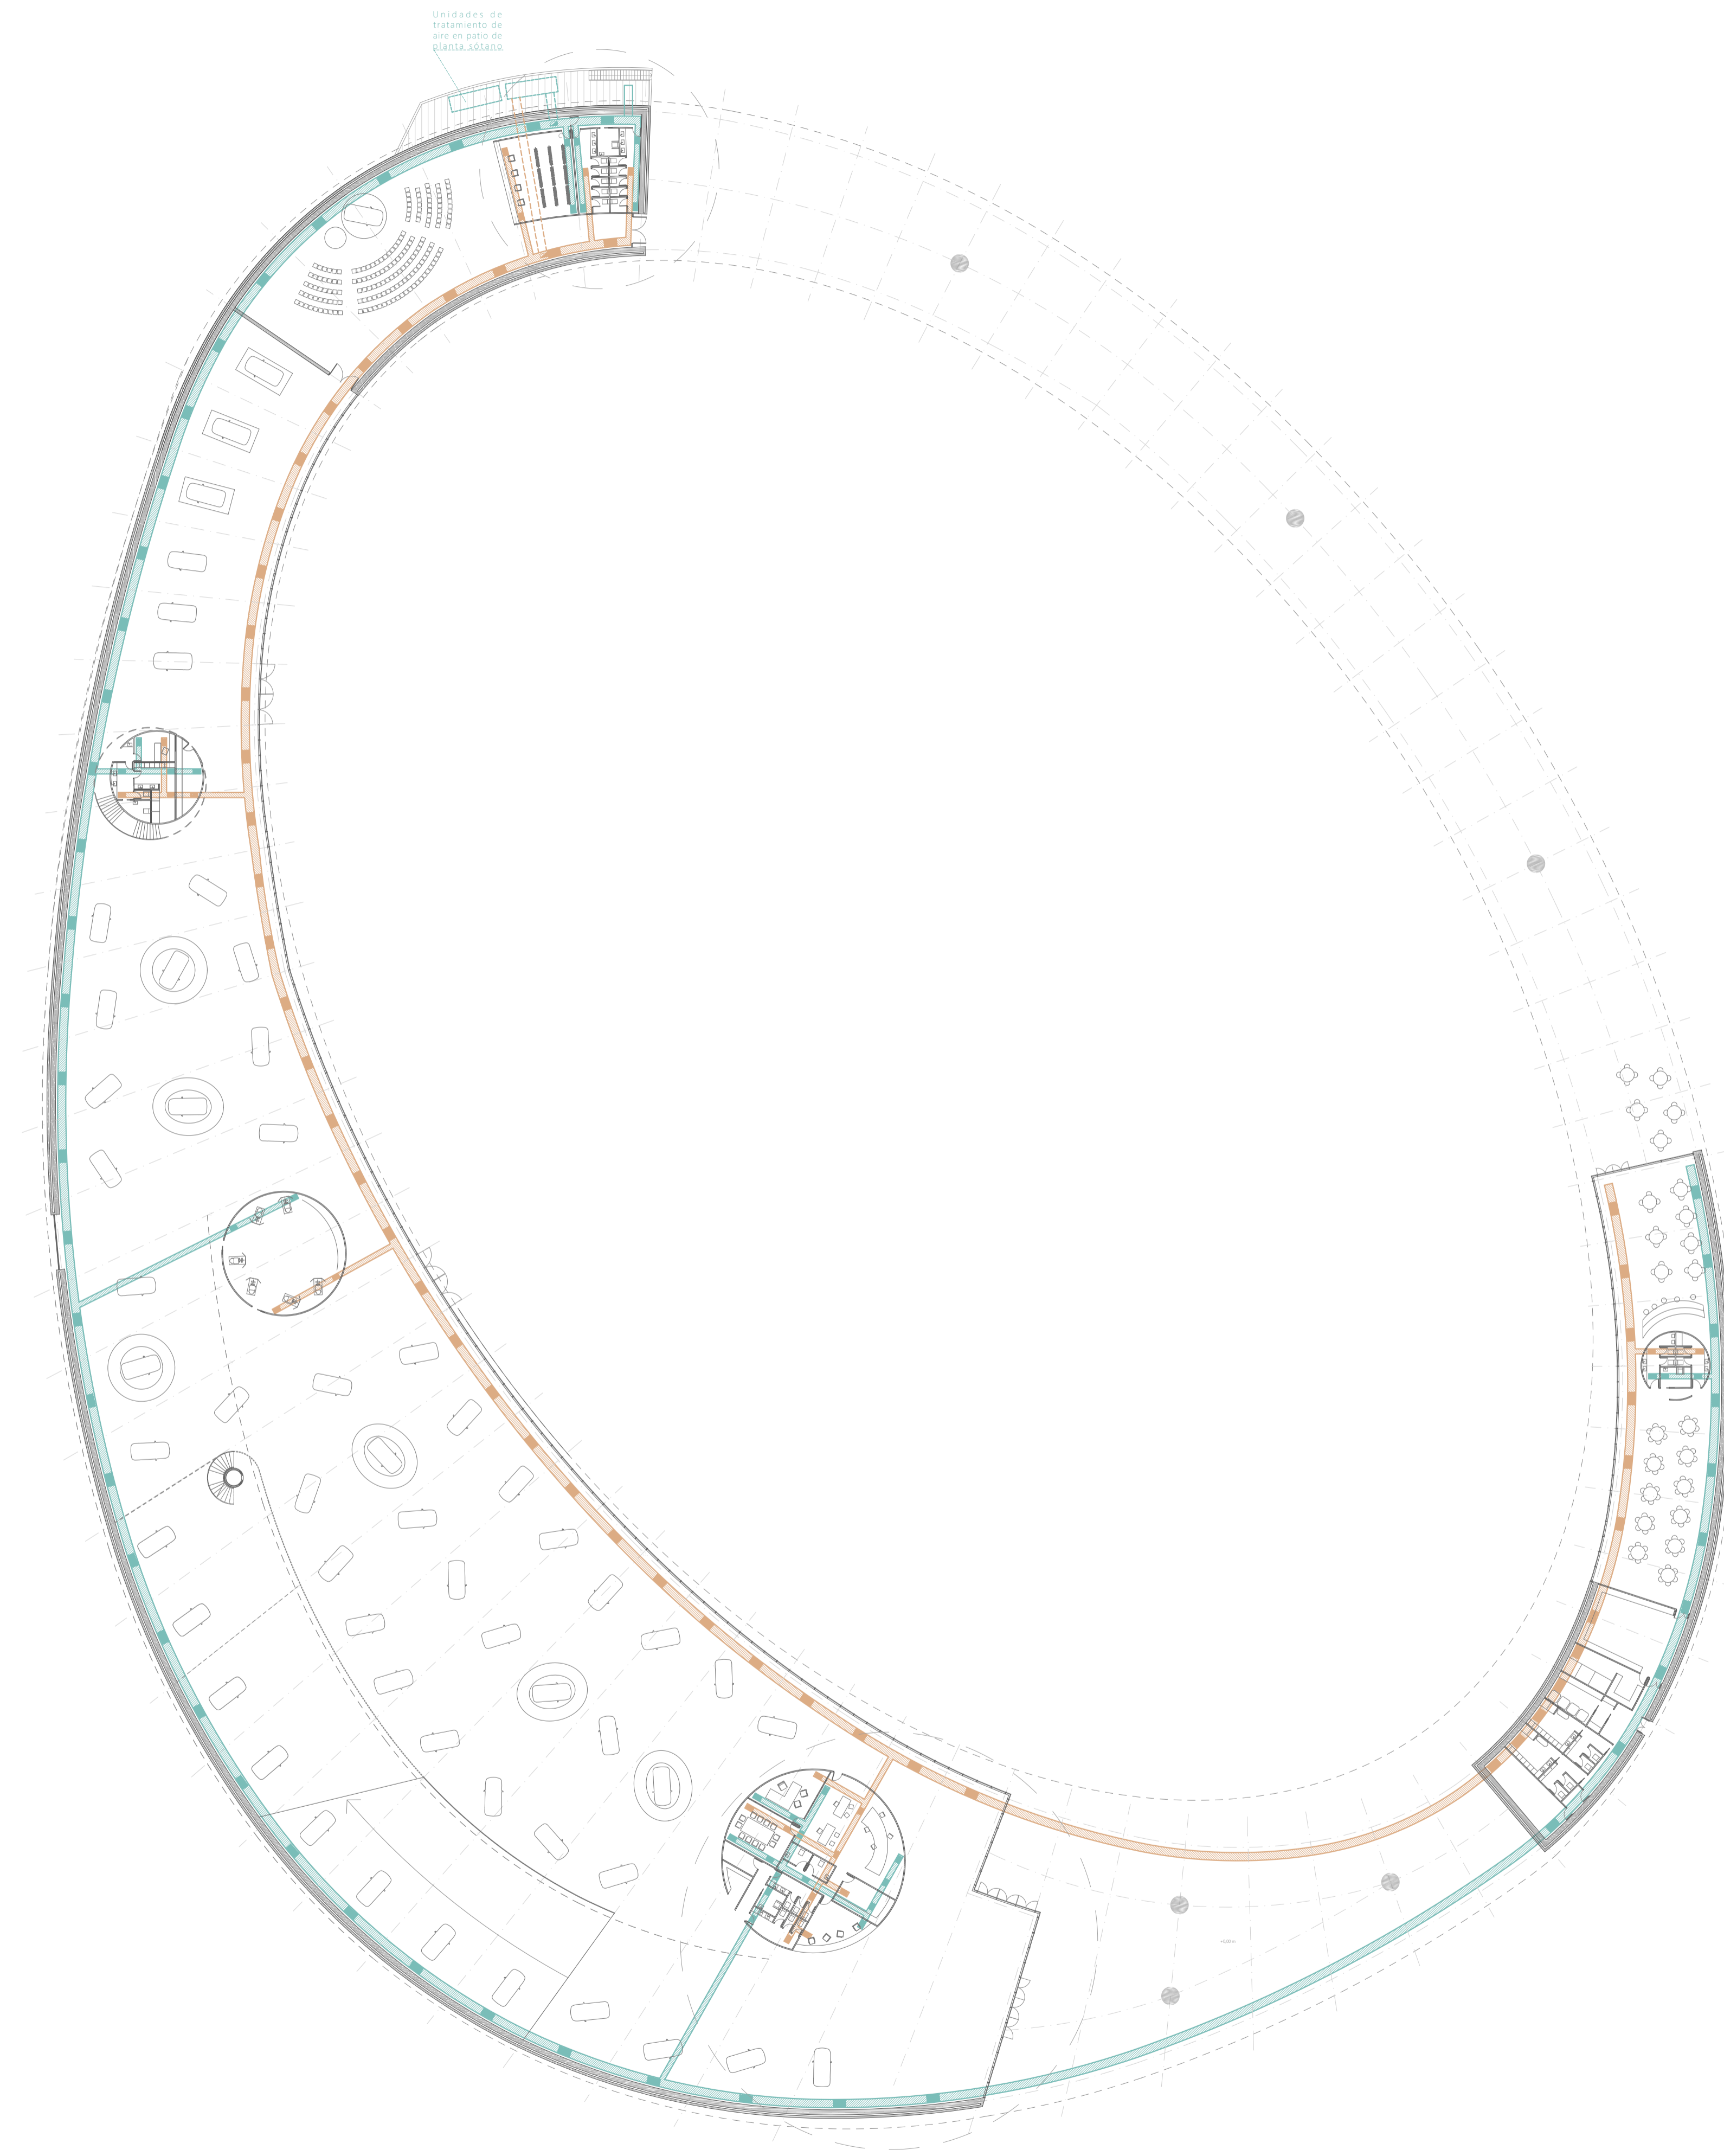 Unidades de
tratamiento de
aire en patio de
planta sótano